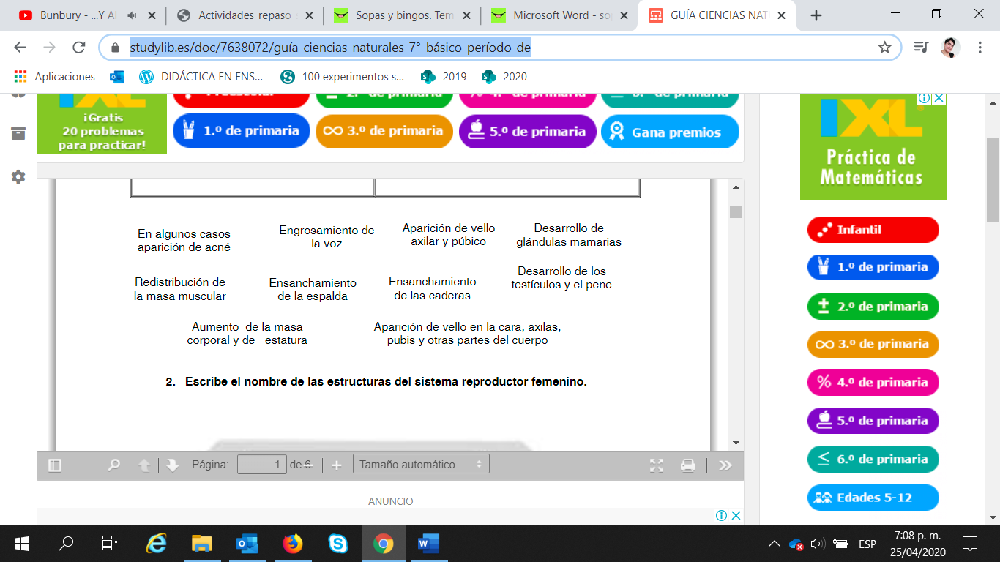 Bunbury - ...Y Al
Actividades_repaso_
Sopas y bingos. Tem
Microsoft Word - sop
GUÍA CIENCIAS NAT
studylib.es/doc/7638072/guía-ciencias-naturales-7°-básico-período-de
Aplicaciones
DIDÁCTICA EN ENS...
100 experimentos s...
2019
2020
¡Gratis
20 problemas
para practicar!
1.º de primaria
3.º de primaria
5.º de primaria
Gana premios
En algunos casos
aparición de acné
Engrosamiento de
la voz
Aparición de vello
axilar y púbico
Desarrollo de
glándulas mamarias
Redistribución de
la masa muscular
Ensanchamiento
de la espalda
Ensanchamiento
de las caderas
Desarrollo de los
testículos y el pene
Aumento de la masa
corporal y de estatura
Aparición de vello en la cara, axilas,
pubis y otras partes del cuerpo
2. Escribe el nombre de las estructuras del sistema reproductor femenino.
Página: 1 de 6
Tamaño automático
ANUNCIO
IXL
Práctica de
Matemáticas
Infantil
1.º de primaria
2.º de primaria
3.º de primaria
4.º de primaria
5.º de primaria
6.º de primaria
Edades 5-12
ESP
7:08 p. m.
25/04/2020